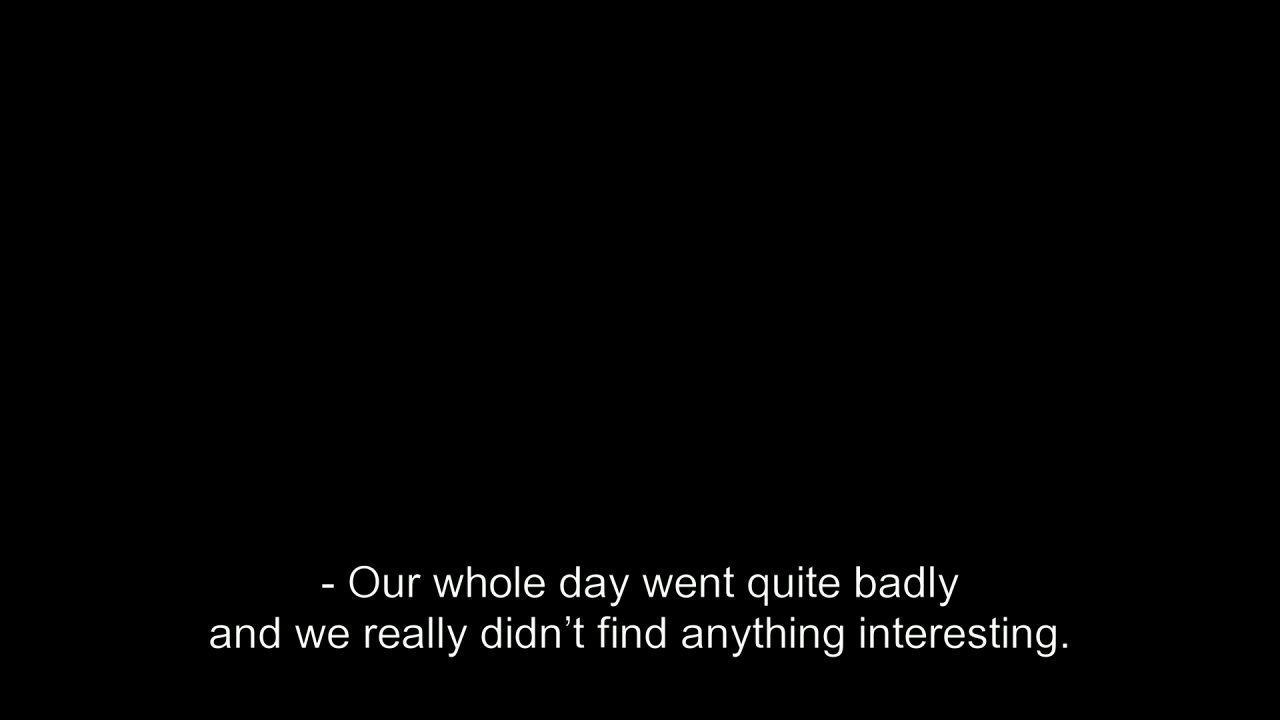 - Our whole day went quite badly
and we really didn’t find anything interesting.